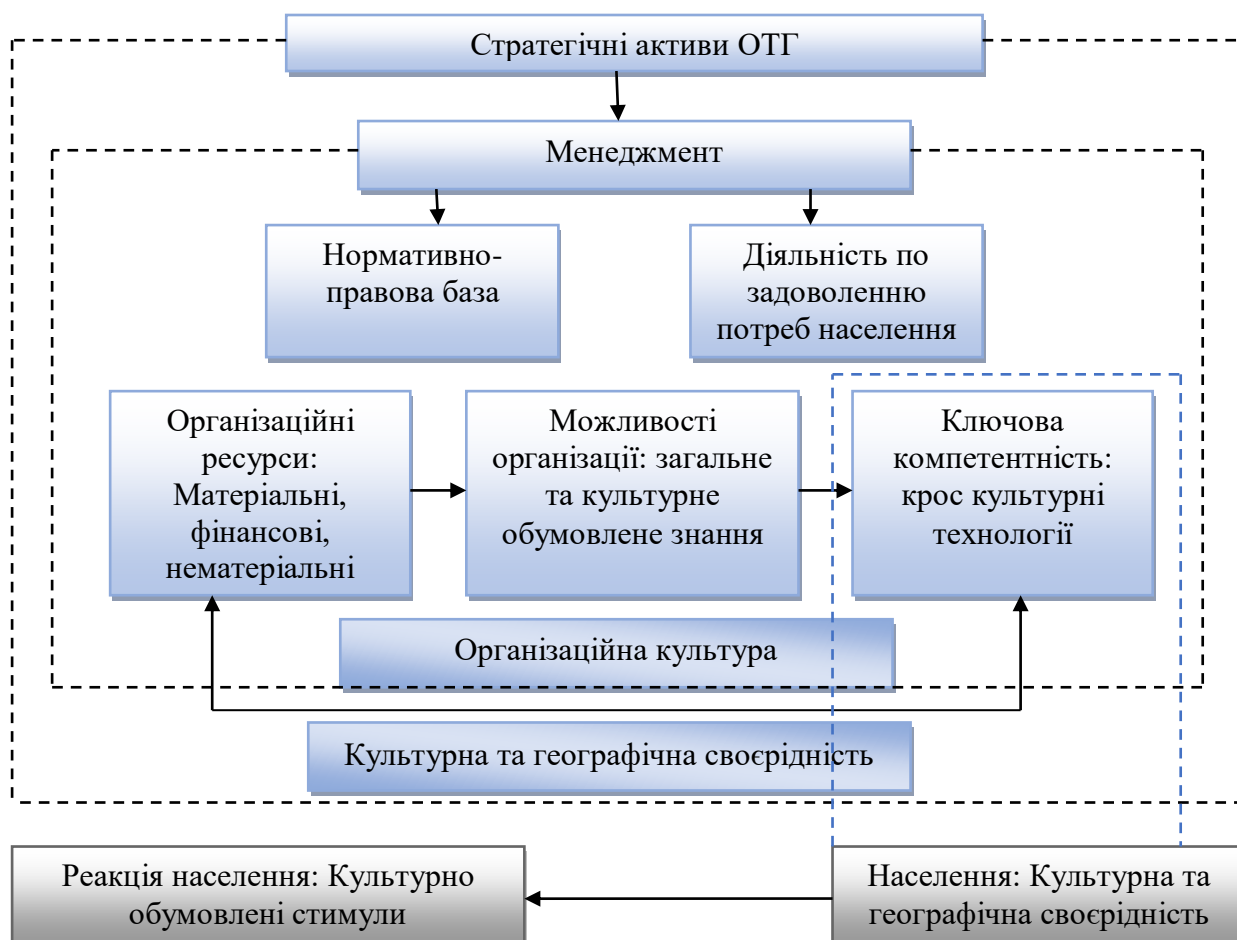 Стратегічні активи ОТГ
Менеджмент
Нормативно-
правова база
Діяльність по
задоволенню
потреб населення
Організаційні
ресурси:
Матеріальні,
фінансові,
нематеріальні
Можливості
організації: загальне
та культурне
обумовлене знання
Ключова
компетентність:
крос культурні
технології
Організаційна культура
Культурна та географічна своєрідність
Реакція населення: Культурно
обумовлені стимули
Населення: Культурна та
географічна своєрідність